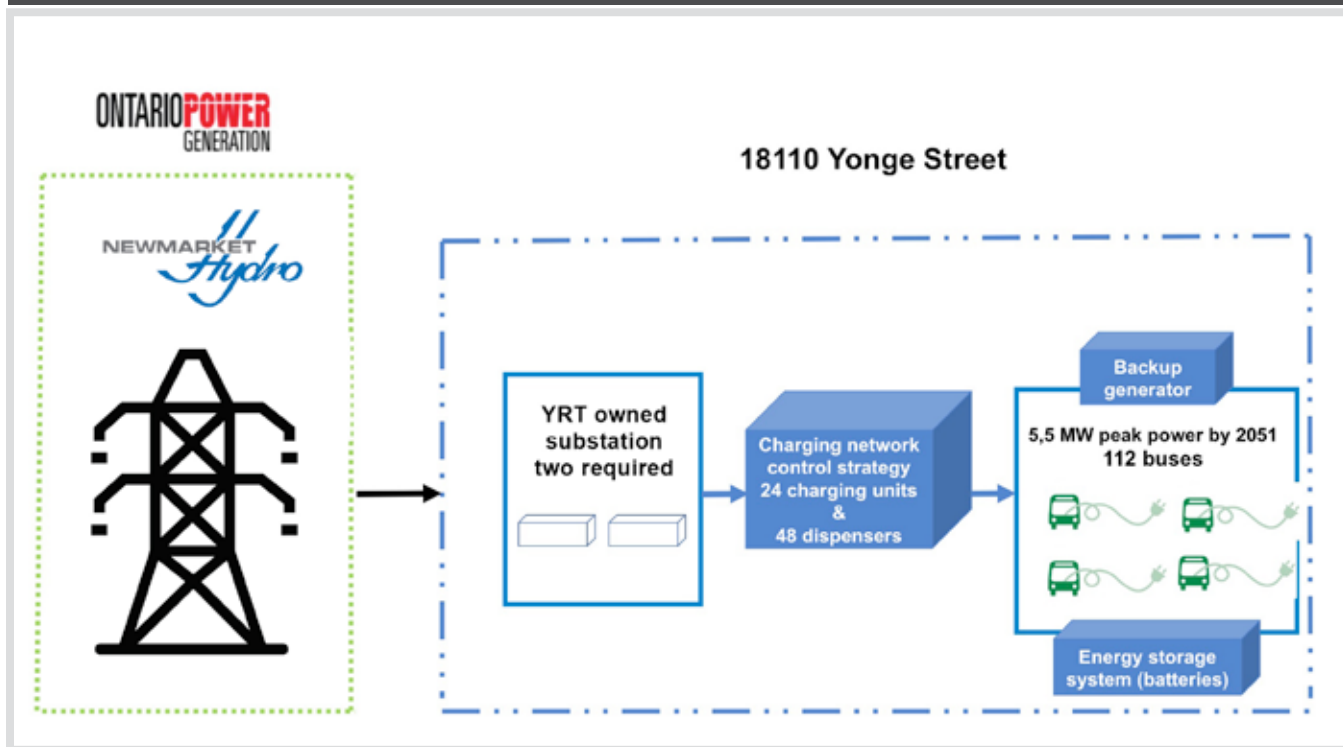 ONTARIOPOWER
GENERATION
NEWMARKET
Hydro
18110 Yonge Street
YRT owned
substation
two required
Charging network
control strategy
24 charging units
&
48 dispensers
Backup
generator
5,5 MW peak power by 2051
112 buses
Energy storage
system (batteries)